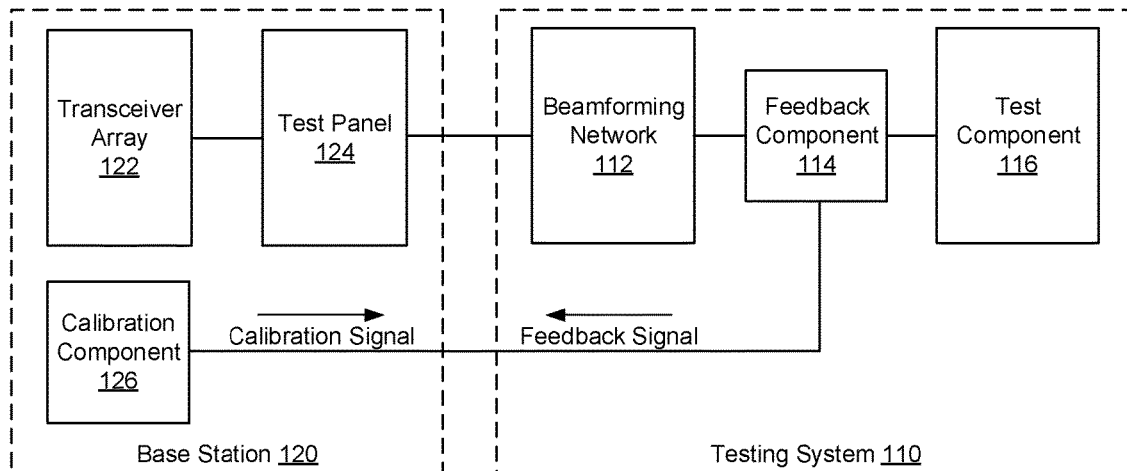 Transceiver
Array
122
Test Panel
124
Beamforming
Network
112
Feedback
Component
114
Test
Component
116
Calibration
Component
126
Calibration Signal
Feedback Signal
Base Station 120
Testing System 110